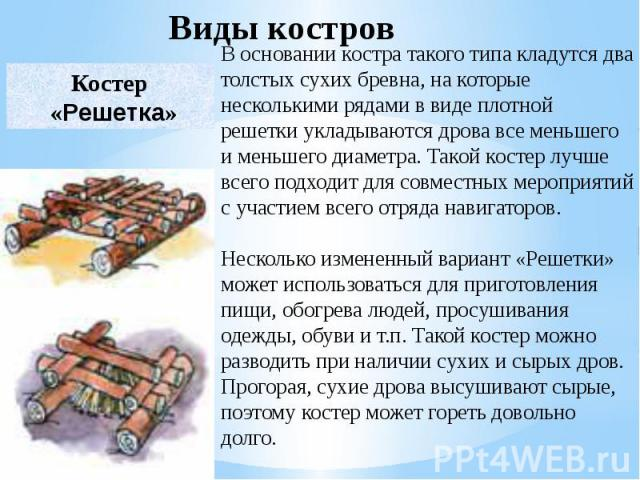 Виды костров
Костер
«Решетка»
В основании костра такого типа кладутся два
толстых сухих бревна, на которые
несколькими рядами в виде плотной
решетки укладываются дрова все меньшего
и меньшего диаметра. Такой костер лучше
всего подходит для совместных мероприятий
с участием всего отряда навигаторов.
Несколько измененный вариант «Решетки»
может использоваться для приготовления
пищи, обогрева людей, просушивания
одежды, обуви и т.п. Такой костер можно
разводить при наличии сухих и сырых дров.
Прогорая, сухие дрова высушивают сырые,
поэтому костер может гореть довольно
долго.
PPt4WEB.ru